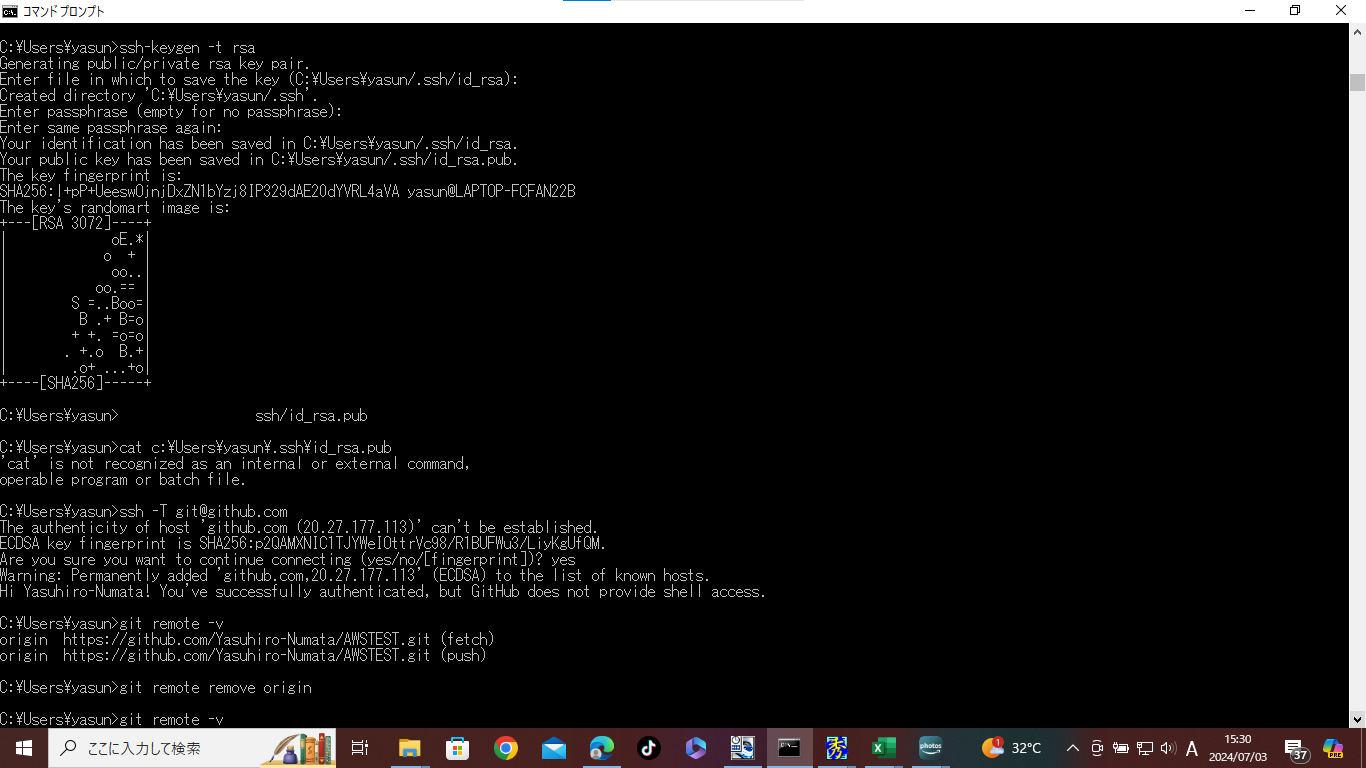 コマンド プロンプト
C:¥Users¥yasun>ssh-keygen -t rsa
Generating public/private rsa key pair.
Enter file in which to save the key (C:¥Users¥yasun/.ssh/id_rsa):
Created directory 'C:¥Users¥yasun/.ssh'.
Enter passphrase (empty for no passphrase):
Enter same passphrase again:
Your identification has been saved in C:¥Users¥yasun/.ssh/id_rsa.
Your public key has been saved in C:¥Users¥yasun/.ssh/id_rsa.pub.
The key fingerprint is:
SHA256:l+pP+UeeswOjnjDxZN1bYzj8IP329dAE20dYVRL4aVA yasun@LAPTOP-FCFAN22B
The key's randomart image is:
+---[RSA 3072]----+
|             oE.*|
|            o  + |
|             oo..|
|           oo.== |
|        S =..Boo=|
|         B .+ B=o|
|        + +. =o=o|
|       . +.o  B.+|
|        .o+ ...+o|
+----[SHA256]-----+
C:¥Users¥yasun>                 ssh/id_rsa.pub
C:¥Users¥yasun>cat c:¥Users¥yasun¥.ssh¥id_rsa.pub
'cat' is not recognized as an internal or external command,
operable program or batch file.
C:¥Users¥yasun>ssh -T git@github.com
The authenticity of host 'github.com (20.27.177.113)' can't be established.
ECDSA key fingerprint is SHA256:p2QAMXNIC1TJYWeIOttrVc98/R1BUFWu3/LiyKgUfQM.
Are you sure you want to continue connecting (yes/no/[fingerprint])? yes
Warning: Permanently added 'github.com,20.27.177.113' (ECDSA) to the list of known hosts.
Hi Yasuhiro-Numata! You've successfully authenticated, but GitHub does not provide shell access.
C:¥Users¥yasun>git remote -v
origin  https://github.com/Yasuhiro-Numata/AWSTEST.git (fetch)
origin  https://github.com/Yasuhiro-Numata/AWSTEST.git (push)
C:¥Users¥yasun>git remote remove origin
C:¥Users¥yasun>git remote -v
ここに入力して検索
photos
1
32°C
A
15:30
2024/07/03
37
PRE